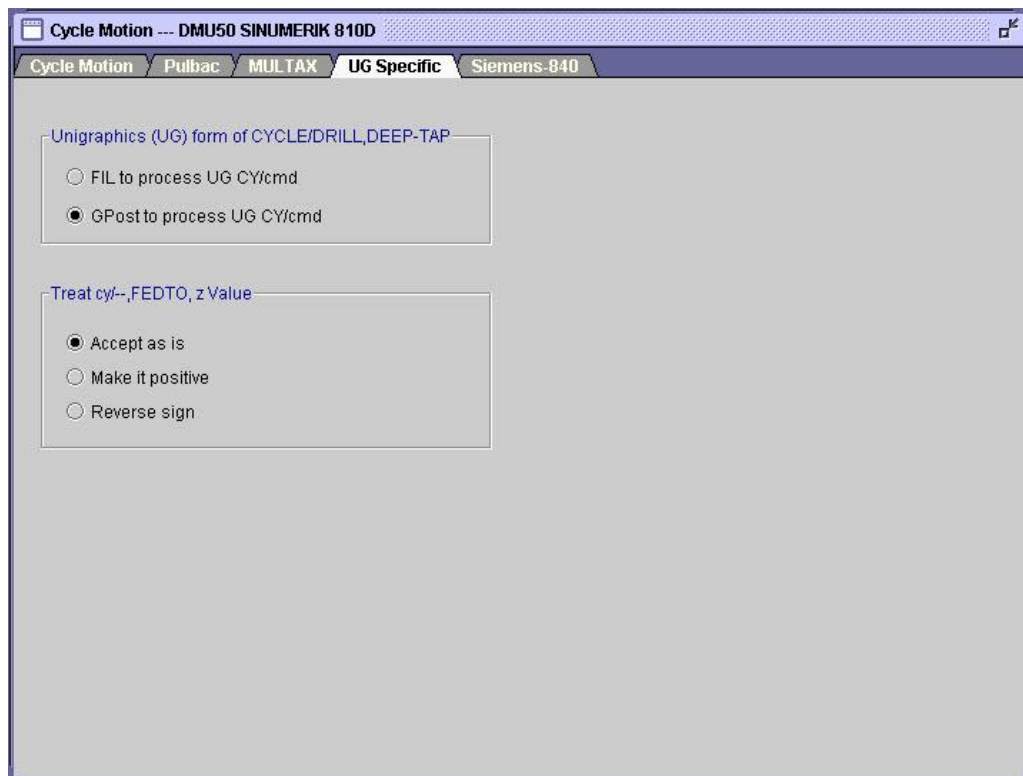 Cycle Motion --- DMU50 SINUMERIK 810D
Cycle Motion Pulbac MULTAX UG Specific Siemens-840
Unigraphics (UG) form of CYCLE/DRILL,DEEP-TAP
FIL to process UG CY/cmd
GPost to process UG CY/cmd
Treat cy/--,FEDTO, z Value
Accept as is
Make it positive
Reverse sign